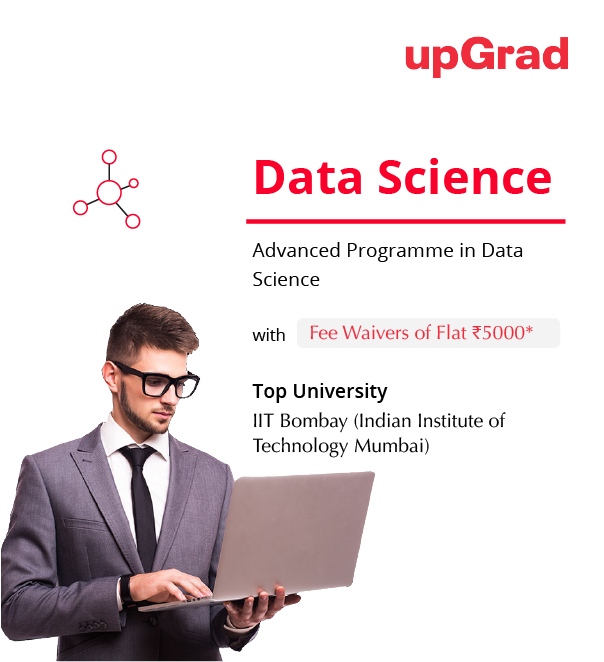 upGrad
Data Science
Advanced Programme in Data
Science
with Fee Waivers of Flat ₹5000*
Top University
IIT Bombay (Indian Institute of
Technology Mumbai)